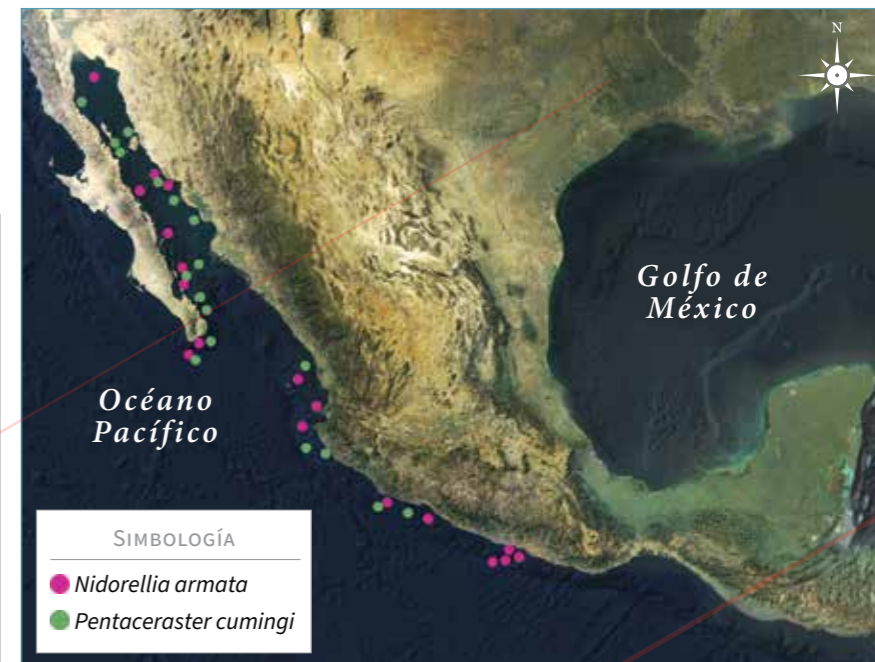 N
Golfo de
México
Océano
Pacífico
SIMBOLOGÍA
Nidorellia armata
Pentaceraster cumingi